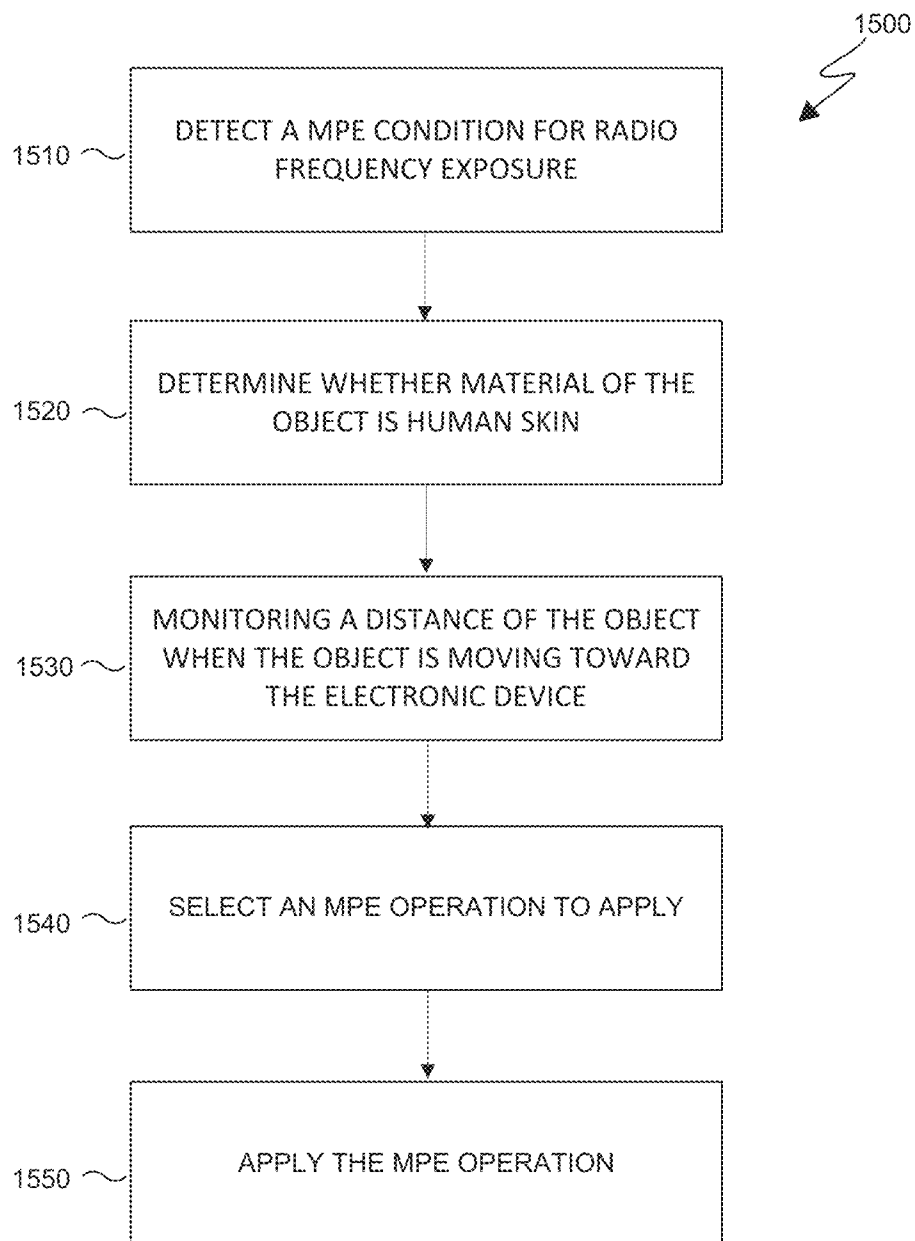 1500
1510
DETECT A MPE CONDITION FOR RADIO
FREQUENCY EXPOSURE
1520
DETERMINE WHETHER MATERIAL OF THE
OBJECT IS HUMAN SKIN
1530
MONITORING A DISTANCE OF THE OBJECT
WHEN THE OBJECT IS MOVING TOWARD
THE ELECTRONIC DEVICE
1540
SELECT AN MPE OPERATION TO APPLY
1550
APPLY THE MPE OPERATION